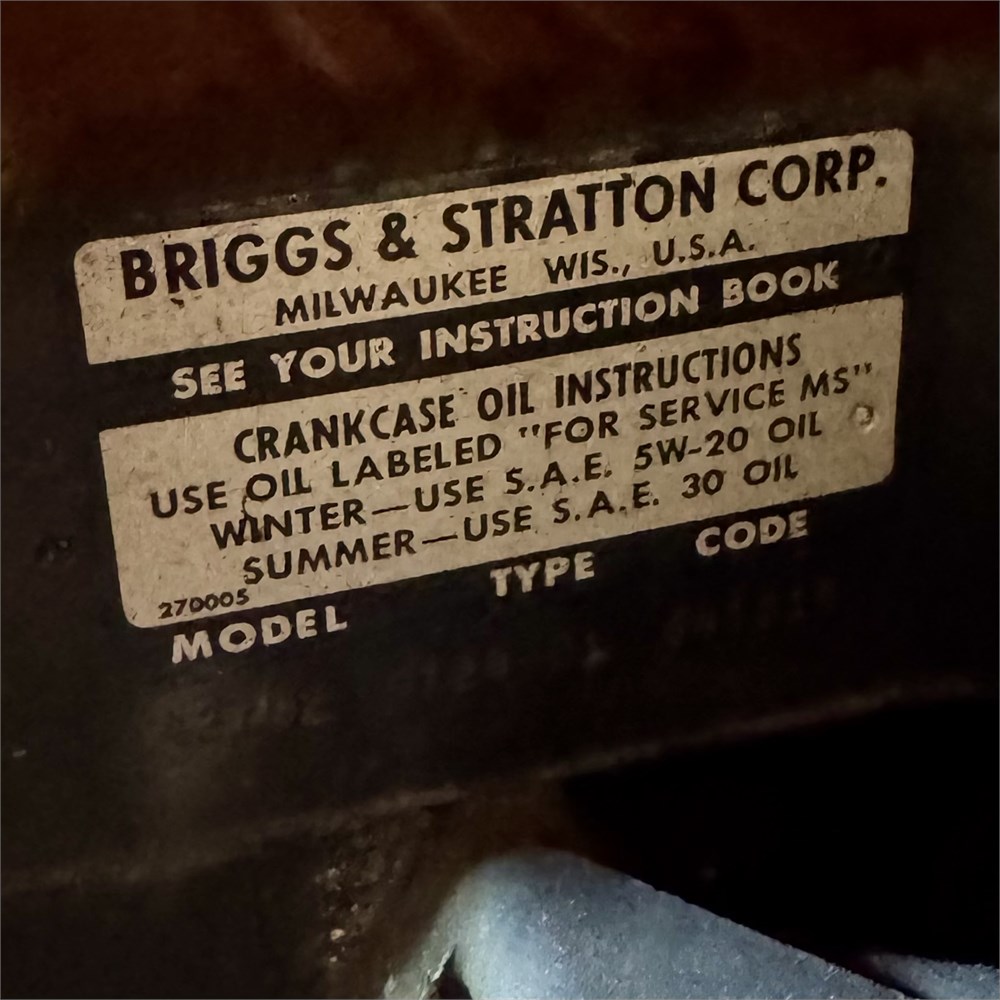 BRIGGS & STRATTON CORP.
MILWAUKEE WIS., U.S.A.
SEE YOUR INSTRUCTION BOOK
CRANKCASE OIL INSTRUCTIONS
USE OIL LABELED "FOR SERVICE MS"
WINTER—USE S.A.E. 5W-20 OIL
SUMMER—USE S.A.E. 30 OIL
270005
MODEL TYPE CODE